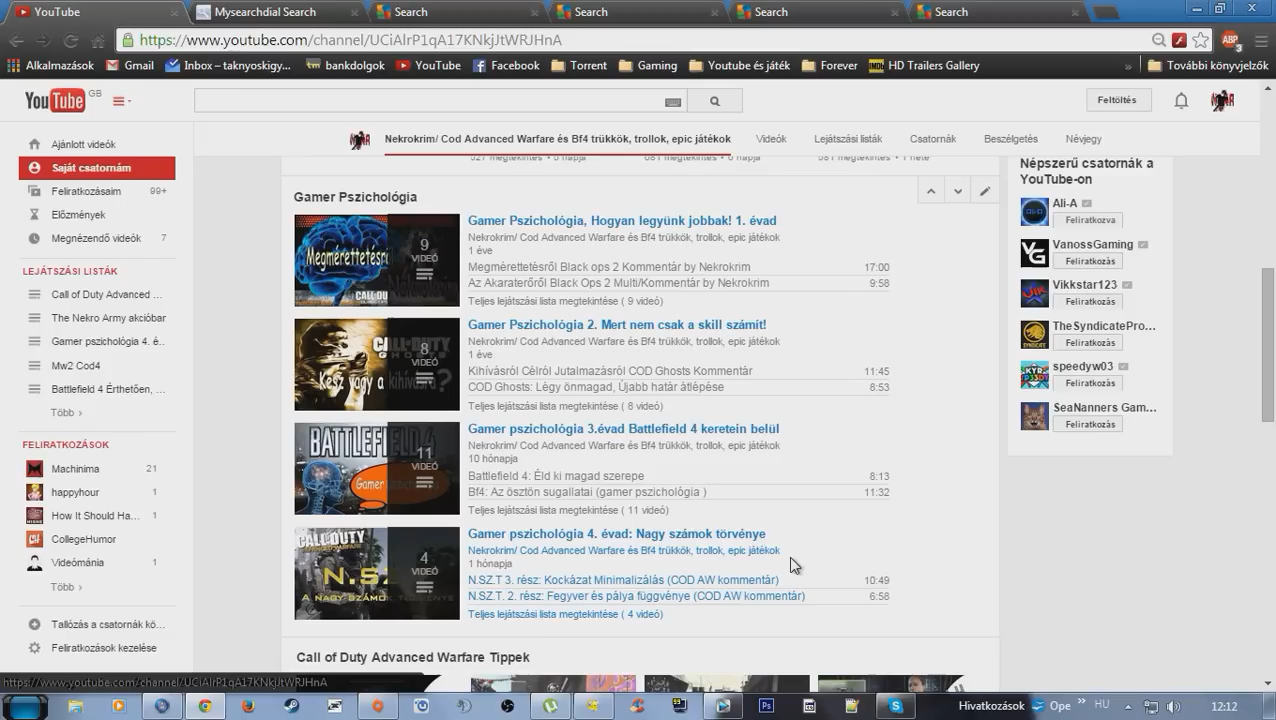 YouTube
Mysearchdial Search
Search
Search
Search
Search
https://www.youtube.com/channel/UCiAlrP1qA17KNkjJtWRJHnA
Alkalmazások
Gmail
Inbox – taknyoskigy...
bankdolgok
YouTube
Facebook
Torrent
Gaming
Youtube és játék
Forever
HD Trailers Gallery
»
További könyvjelzők
YouTube GB
Feltöltés
Nekrokrim/ Cod Advanced Warfare és Bf4 trükkök, trollok, epic játékok
Videók
Lejátszási listák
Csatornák
Beszélgetés
Névjegy
Ajánlott videók
Saját csatornám
Feliratkozásaim 99+
Előzmények
Megnézendő videók 7
LEJÁTSZÁSI LISTÁK
Call of Duty Advanced ...
The Nekro Army akcióbar
Gamer pszichológia 4. é..
Mw2 Cod4
Battlefield 4 Érthetően, ...
Több ›
FELIRATKOZÁSOK
Machinima 21
happyhour 1
How It Should Ha... 1
CollegeHumor 1
Videómánia 1
Több ›
Tallózás a csatornák kö...
Feliratkozások kezelése
Gamer Pszichológia
Megmérettetésrő
9
VIDEÓ
Gamer Pszichológia, Hogyan legyünk jobbak! 1. évad
Nekrokrim/ Cod Advanced Warfare és Bf4 trükkök, trollok, epic játékok
1 éve
Megmérettetésről Black ops 2 Kommentár by Nekrokrim 17:00
Az Akaraterőről Black Ops 2 Multi/Kommentár by Nekrokrim 9:58
Teljes lejátszási lista megtekintése ( 9 videó)
Kész vagy a kihívásra?
8
VIDEÓ
Gamer Pszichológia 2. Mert nem csak a skill számít!
Nekrokrim/ Cod Advanced Warfare és Bf4 trükkök, trollok, epic játékok
1 éve
Kihívásról Célról Jutalmazásról COD Ghosts Kommentár 11:45
COD Ghosts: Légy önmagad, Újabb határ átlépése 8:53
Teljes lejátszási lista megtekintése ( 8 videó)
BATTLEFIELD 4
11
VIDEÓ
Gamer pszichológia 3.évad Battlefield 4 keretein belül
Nekrokrim/ Cod Advanced Warfare és Bf4 trükkök, trollok, epic játékok
10 hónapja
Battlefield 4: Éld ki magad szerepe 8:13
Bf4: Az ösztön sugallatai (gamer pszichológia ) 11:32
Teljes lejátszási lista megtekintése ( 11 videó)
CALL OF DUTY
N.SZ.T
A NAGY SZÁMOK TÖRVÉNYE
4
VIDEÓ
Gamer pszichológia 4. évad: Nagy számok törvénye
Nekrokrim/ Cod Advanced Warfare és Bf4 trükkök, trollok, epic játékok
1 hónapja
N.SZ.T 3. rész: Kockázat Minimalizálás (COD AW kommentár) 10:49
N.SZ.T. 2. rész: Fegyver és pálya függvénye (COD AW kommentár) 6:58
Teljes lejátszási lista megtekintése ( 4 videó)
Call of Duty Advanced Warfare Tippek
Népszerű csatornák a
YouTube-on
Ali-A
Feliratkozva
VanossGaming
Feliratkozás
Vikkstar123
Feliratkozás
TheSyndicatePro...
Feliratkozás
speedyw03
Feliratkozás
SeaNanners Gam...
Feliratkozás
https://www.youtube.com/channel/UCiAlrP1qA17KNkjJtWRJHnA
Hivatkozások
Ope
»
HU
12:12